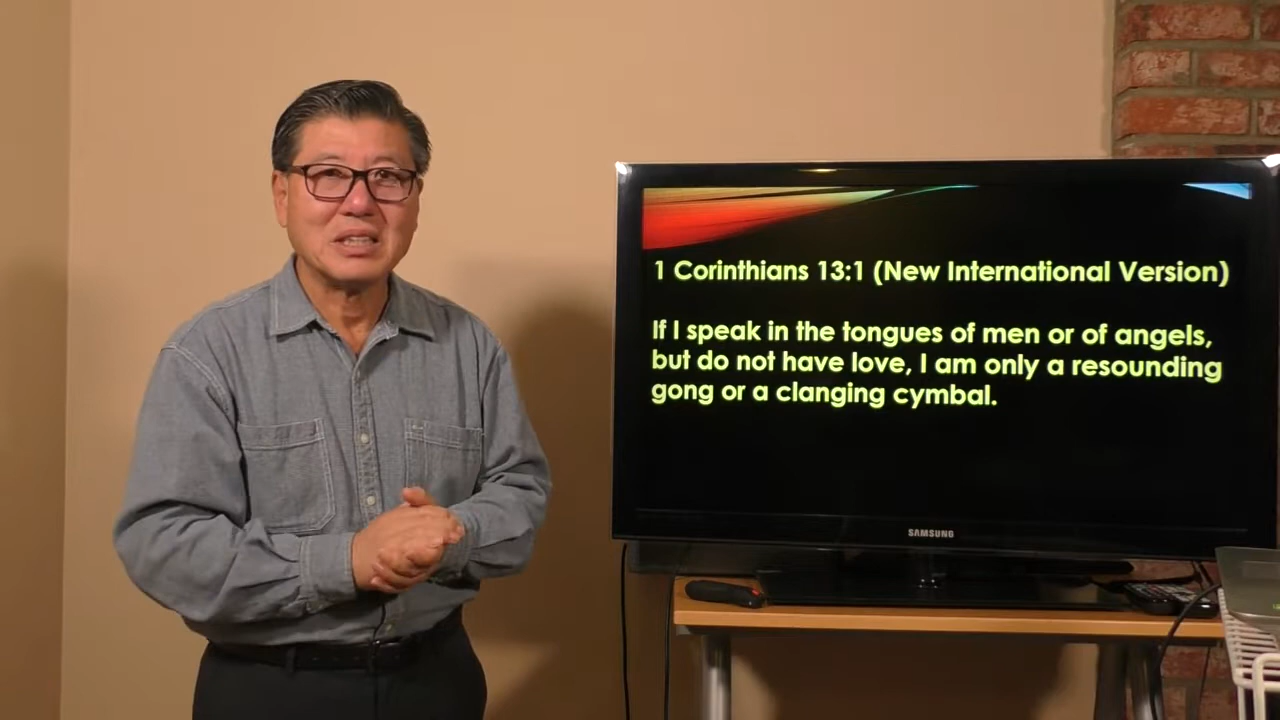 1 Corinthians 13:1 (New International Version)
If I speak in the tongues of men or of angels,
but do not have love, I am only a resounding
gong or a clanging cymbal.
SAMSUNG